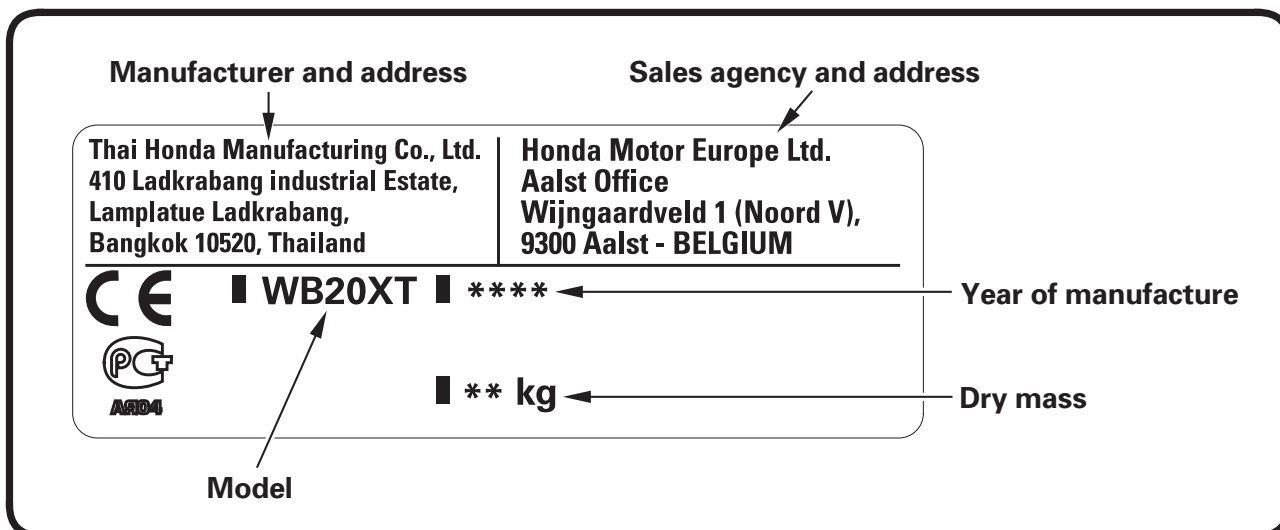 Manufacturer and address
Sales agency and address
Thai Honda Manufacturing Co., Ltd.
410 Ladkrabang industrial Estate,
Lamplatue Ladkrabang,
Bangkok 10520, Thailand
Honda Motor Europe Ltd.
Aalst Office
Wijngaardveld 1 (Noord V),
9300 Aalst - BELGIUM
CE
WB20XT
****
Year of manufacture
РСТ
АЯ04
** kg
Dry mass
Model